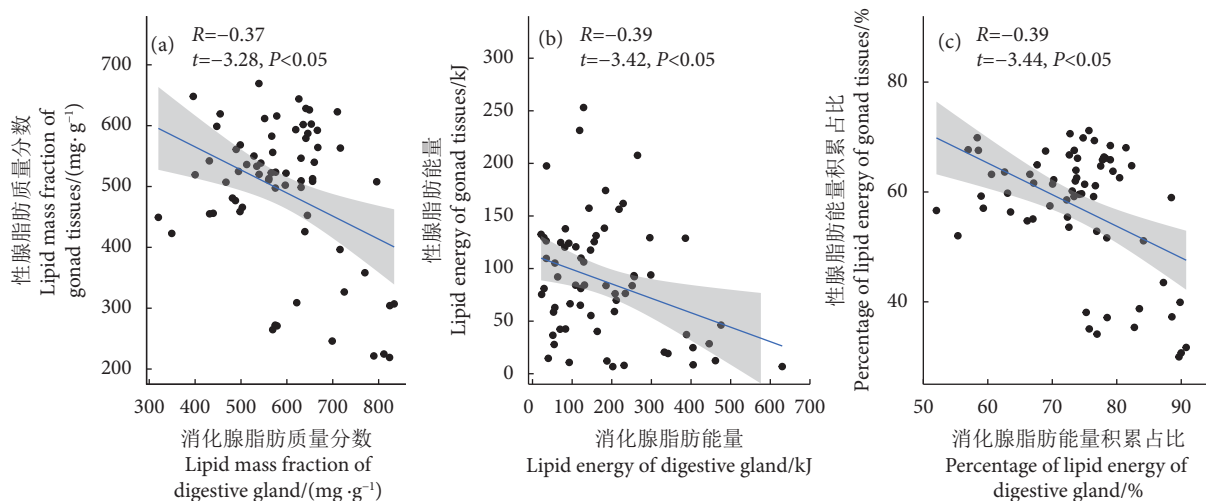 (a)
R=−0.37
t=−3.28, P<0.05
性腺脂肪质量分数
Lipid mass fraction of
gonad tissues/(mg· g⁻¹)
700
600
500
400
300
200
300 400 500 600 700 800
消化腺脂肪质量分数
Lipid mass fraction of
digestive gland/(mg ·g⁻¹)
(b)
R=−0.39
t=−3.42, P<0.05
性腺脂肪能量
Lipid energy of gonad tissues/kJ
300
250
200
150
100
50
0
0 100 200 300 400 500 600 700
消化腺脂肪能量
Lipid energy of digestive gland/kJ
(c)
R=−0.39
t=−3.44, P<0.05
性腺脂肪能量积累占比
Percentage of lipid energy of gonad tissues/%
80
60
40
50 60 70 80 90
消化腺脂肪能量积累占比
Percentage of lipid energy of
digestive gland/%